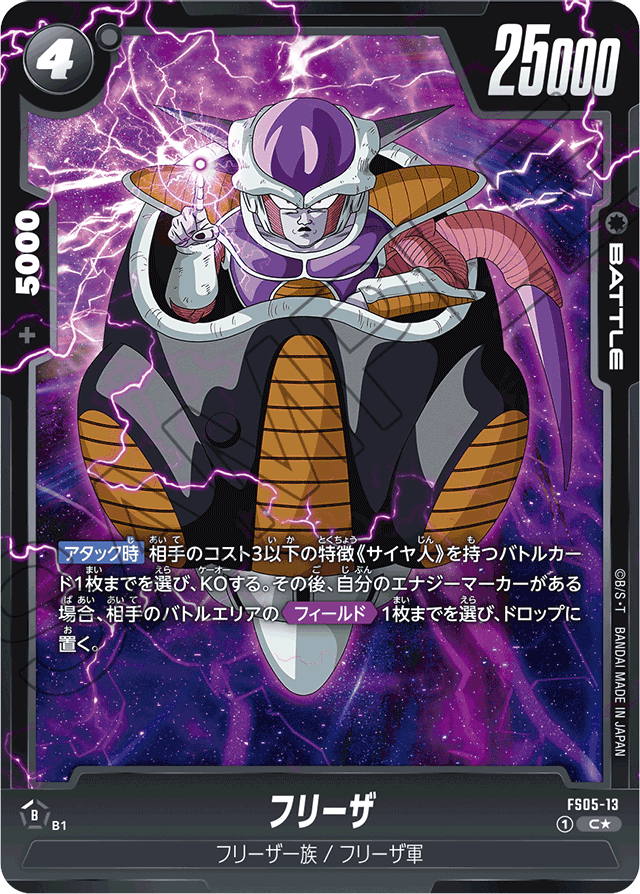 4
25000
+ 5000
BATTLE
アタック時 相手のコスト3以下の特徴《サイヤ人》を持つバトルカー
ド1枚までを選び、KOする。その後、自分のエナジーマーカーがある
場合、相手のバトルエリアの フィールド 1枚までを選び、ドロップに
置く。
©B/S・T BANDAI MADE IN JAPAN
SAMPLE
フリーザ
FS05-13
B B1
1 C★
フリーザ一族 / フリーザ軍